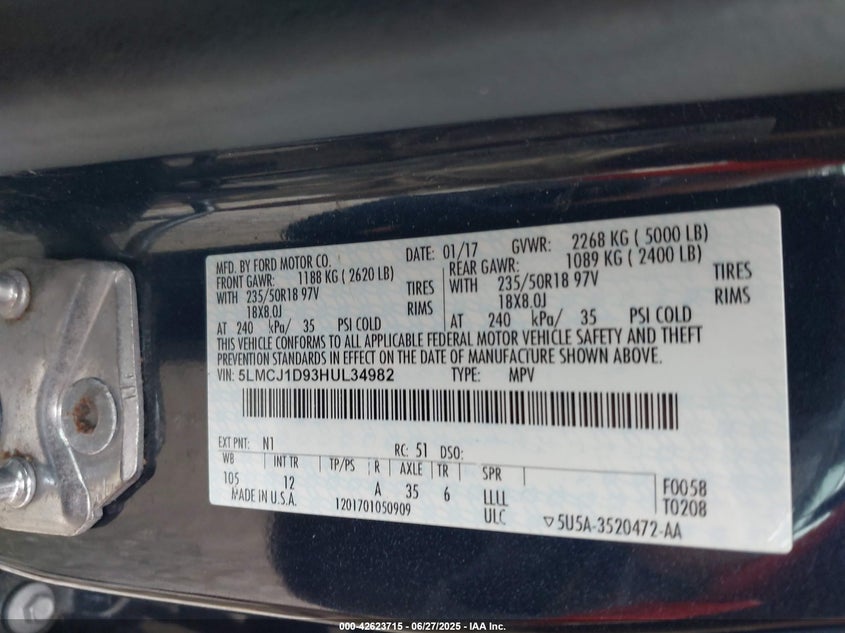 MFD. BY FORD MOTOR CO. DATE: 01/17 GVWR: 2268 KG ( 5000 LB)
FRONT GAWR: 1188 KG ( 2620 LB) REAR GAWR: 1089 KG ( 2400 LB)
WITH 235/50R18 97V TIRES WITH 235/50R18 97V TIRES
18X8.0J RIMS 18X8.0J RIMS
AT 240 kPa/ 35 PSI COLD AT 240 kPa/ 35 PSI COLD
THIS VEHICLE CONFORMS TO ALL APPLICABLE FEDERAL MOTOR VEHICLE SAFETY AND THEFT
PREVENTION STANDARDS IN EFFECT ON THE DATE OF MANUFACTURE SHOWN ABOVE.
VIN: 5LMCJ1D93HUL34982 TYPE: MPV
EXT PNT: N1 RC: 51 DSO:
WB INT TR TP/PS R AXLE TR SPR
105 12 A 35 6 LLLL F0058
MADE IN U.S.A. 1201701050909 ULC T0208
▽5U5A-3520472-AA
000-42623715 - 06/27/2025 - IAA Inc.